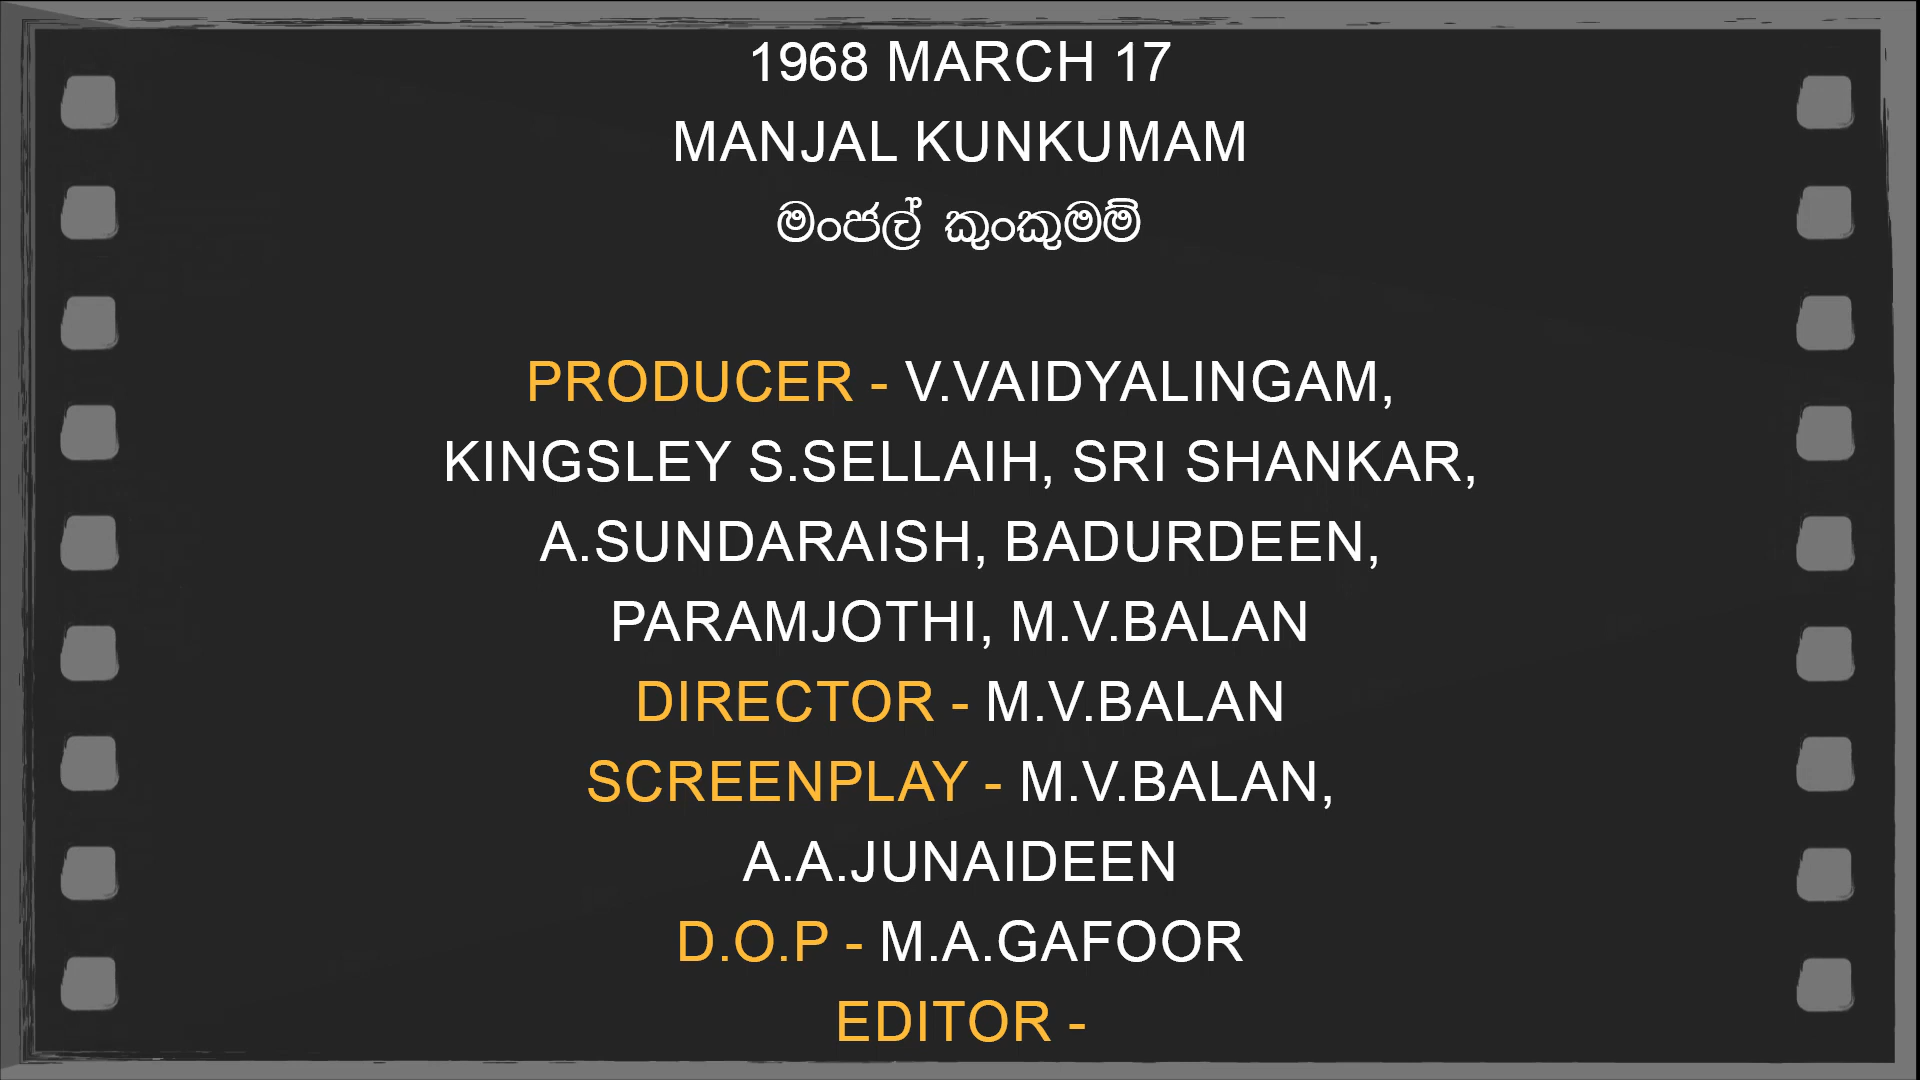 1968 MARCH 17
MANJAL KUNKUMAM
මංජල් කුංකුමම්
PRODUCER - V.VAIDYALINGAM,
KINGSLEY S.SELLAIH, SRI SHANKAR,
A.SUNDARAISH, BADURDEEN,
PARAMJOTHI, M.V.BALAN
DIRECTOR - M.V.BALAN
SCREENPLAY - M.V.BALAN,
A.A.JUNAIDEEN
D.O.P - M.A.GAFOOR
EDITOR -